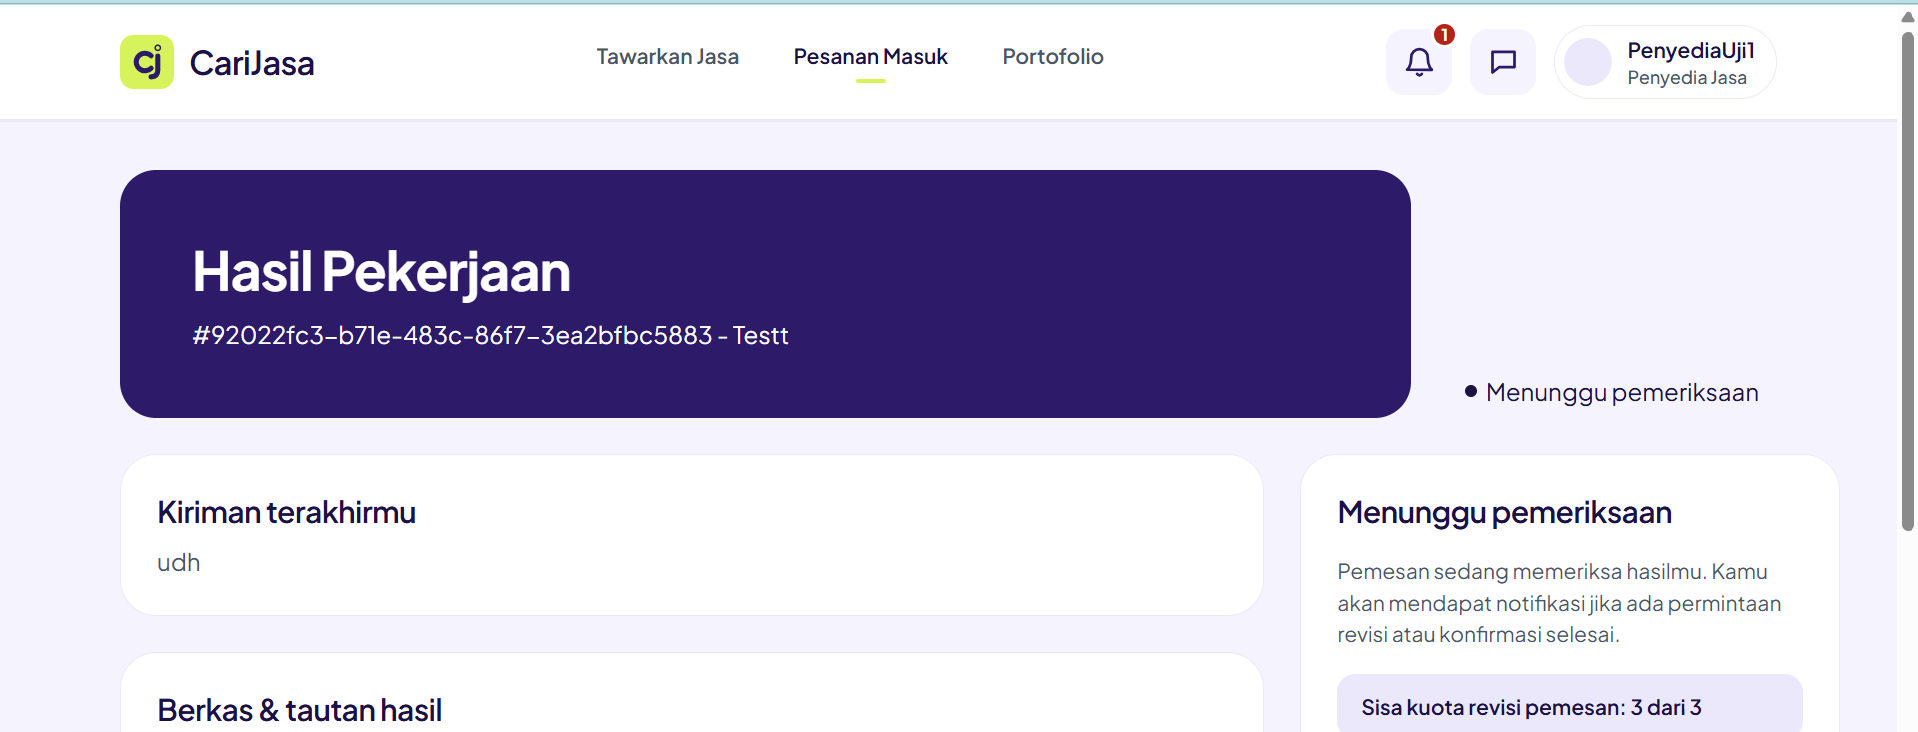 cj CariJasa
Tawarkan Jasa
Pesanan Masuk
Portofolio
1
PenyediaUji1
Penyedia Jasa
Hasil Pekerjaan
#92022fc3-b71e-483c-86f7-3ea2bfbc5883 - Testt
Menunggu pemeriksaan
Kiriman terakhirmu
udh
Berkas & tautan hasil
Menunggu pemeriksaan
Pemesan sedang memeriksa hasilmu. Kamu
akan mendapat notifikasi jika ada permintaan
revisi atau konfirmasi selesai.
Sisa kuota revisi pemesan: 3 dari 3